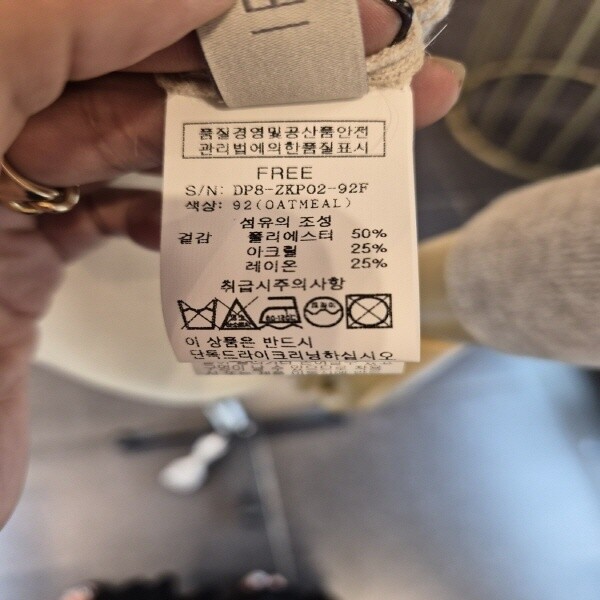 품질경영및공산품안전
관리법에의한품질표시
FREE
S/N: DP8-ZKP02-92F
색상: 92(OATMEAL)
섬유의 조성
겉감 폴리에스터 50%
아크릴 25%
레이온 25%
취급시주의사항
이 상품은 반드시
단독드라이크리닝하십시오